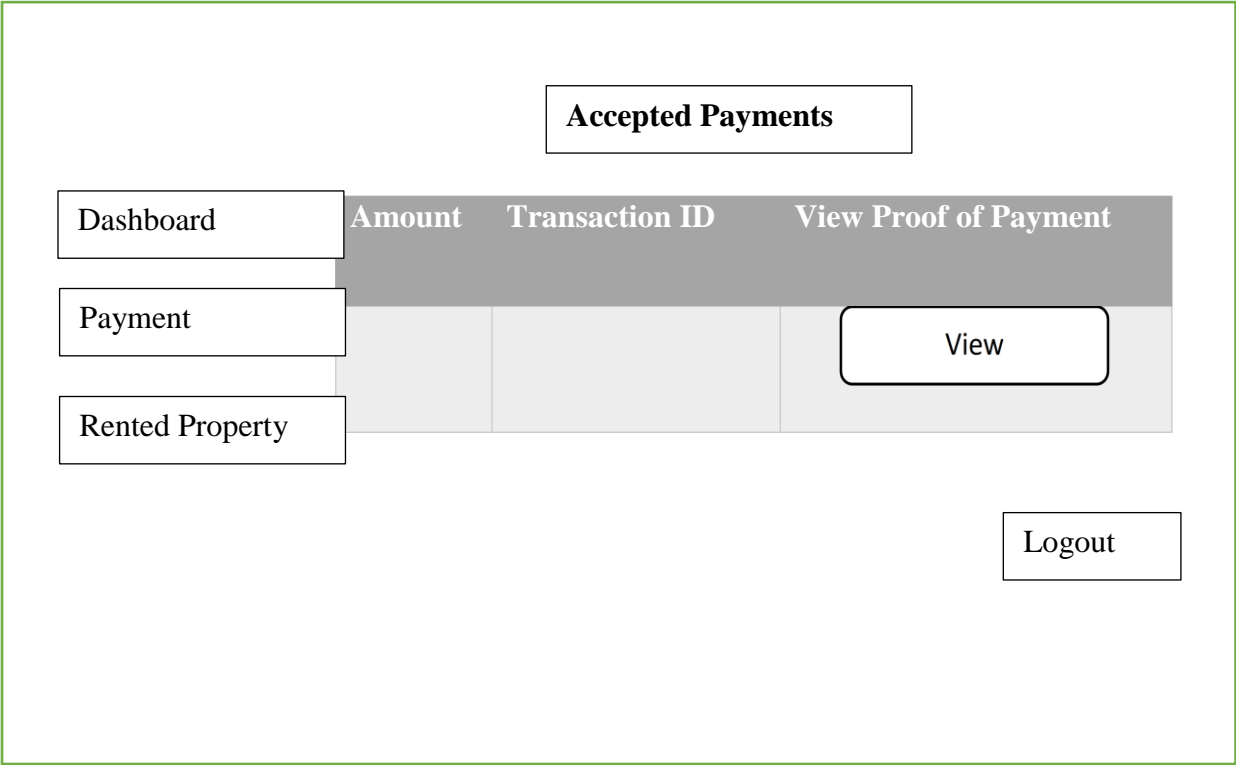 Accepted Payments
Dashboard
Amount Transaction ID View Proof of Payment
Payment
View
Rented Property
Logout